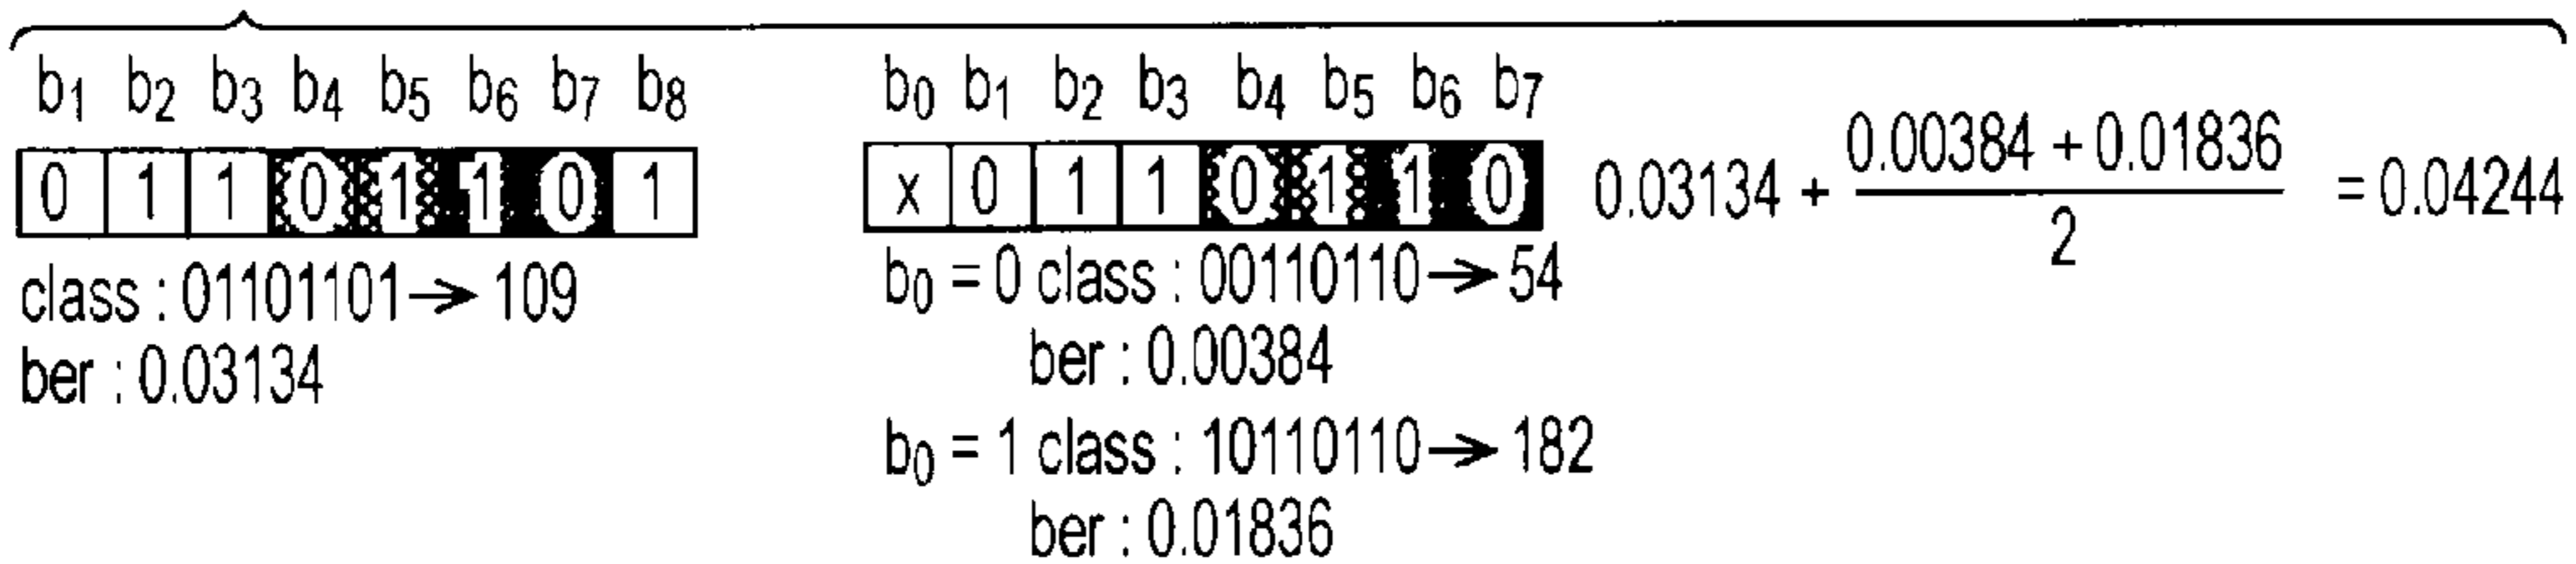 b1 b2 b3 b4 b5 b6 b7 b8
0 1 1 0 1 1 0 1
class : 01101101→ 109
ber : 0.03134
b0 b1 b2 b3 b4 b5 b6 b7
x 0 1 1 0 1 1 0
b0 = 0 class : 00110110→ 54
ber : 0.00384
b0 = 1 class : 10110110→ 182
ber : 0.01836
0.03134 + (0.00384 + 0.01836)/2 = 0.04244